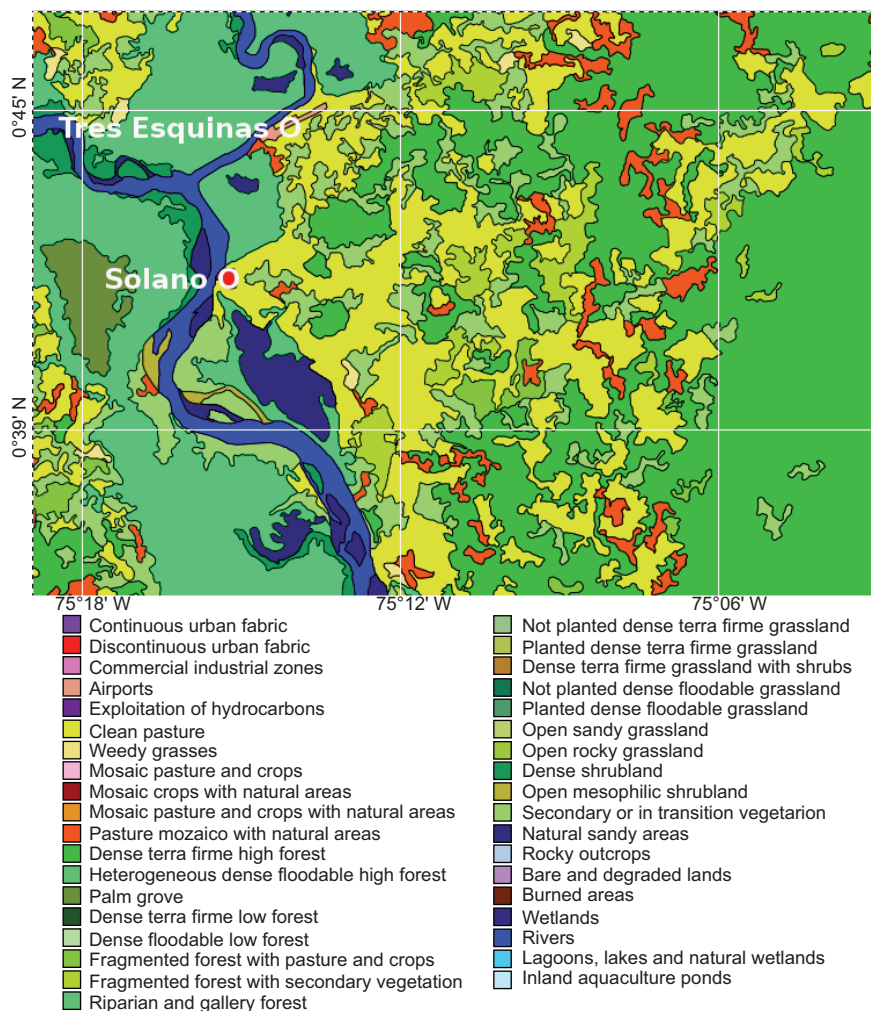 0°45' N
Tres Esquinas O
Solano O
0°39' N
75°18' W
75°12' W
75°06' W
Continuous urban fabric
Discontinuous urban fabric
Commercial industrial zones
Airports
Exploitation of hydrocarbons
Clean pasture
Weedy grasses
Mosaic pasture and crops
Mosaic crops with natural areas
Mosaic pasture and crops with natural areas
Pasture mozaico with natural areas
Dense terra firme high forest
Heterogeneous dense floodable high forest
Palm grove
Dense terra firme low forest
Dense floodable low forest
Fragmented forest with pasture and crops
Fragmented forest with secondary vegetation
Riparian and gallery forest
Not planted dense terra firme grassland
Planted dense terra firme grassland
Dense terra firme grassland with shrubs
Not planted dense floodable grassland
Planted dense floodable grassland
Open sandy grassland
Open rocky grassland
Dense shrubland
Open mesophilic shrubland
Secondary or in transition vegetarion
Natural sandy areas
Rocky outcrops
Bare and degraded lands
Burned areas
Wetlands
Rivers
Lagoons, lakes and natural wetlands
Inland aquaculture ponds